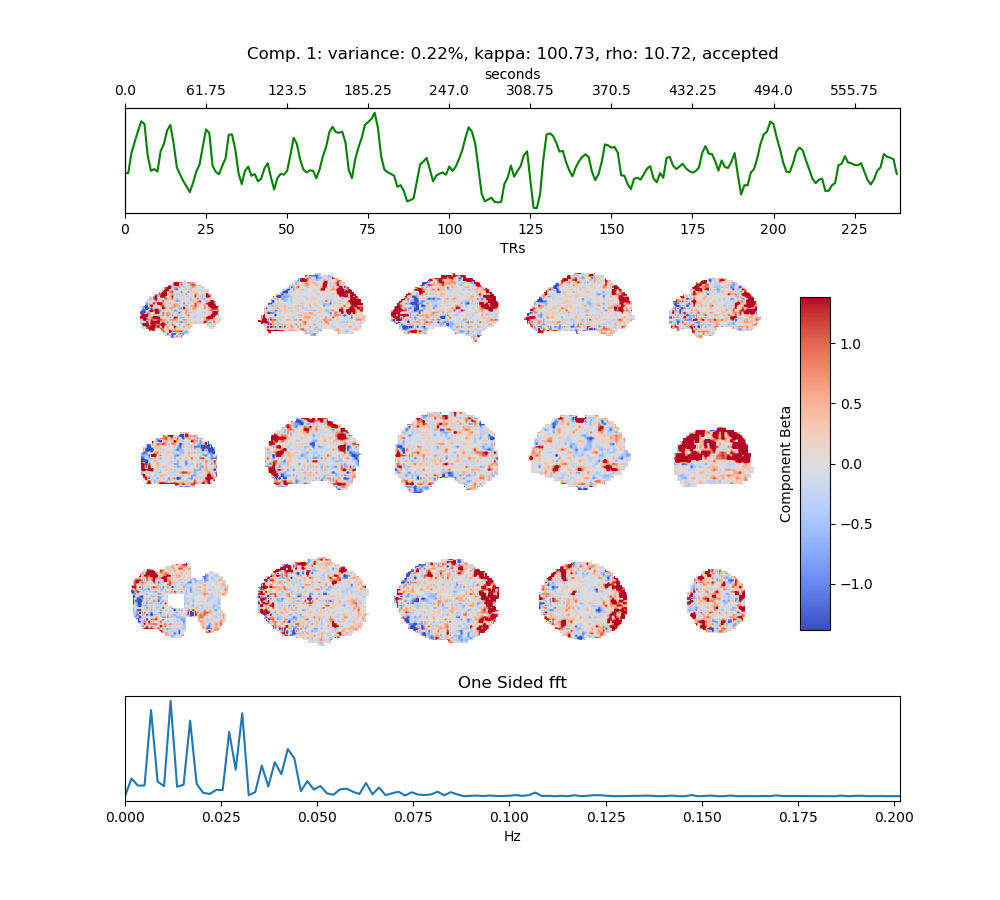 Comp. 1: variance: 0.22%, kappa: 100.73, rho: 10.72, accepted
seconds
0.0 61.75 123.5 185.25 247.0 308.75 370.5 432.25 494.0 555.75
0 25 50 75 100 125 150 175 200 225
TRs
1.0
0.5
0.0
−0.5
−1.0
Component Beta
One Sided fft
0.000 0.025 0.050 0.075 0.100 0.125 0.150 0.175 0.200
Hz